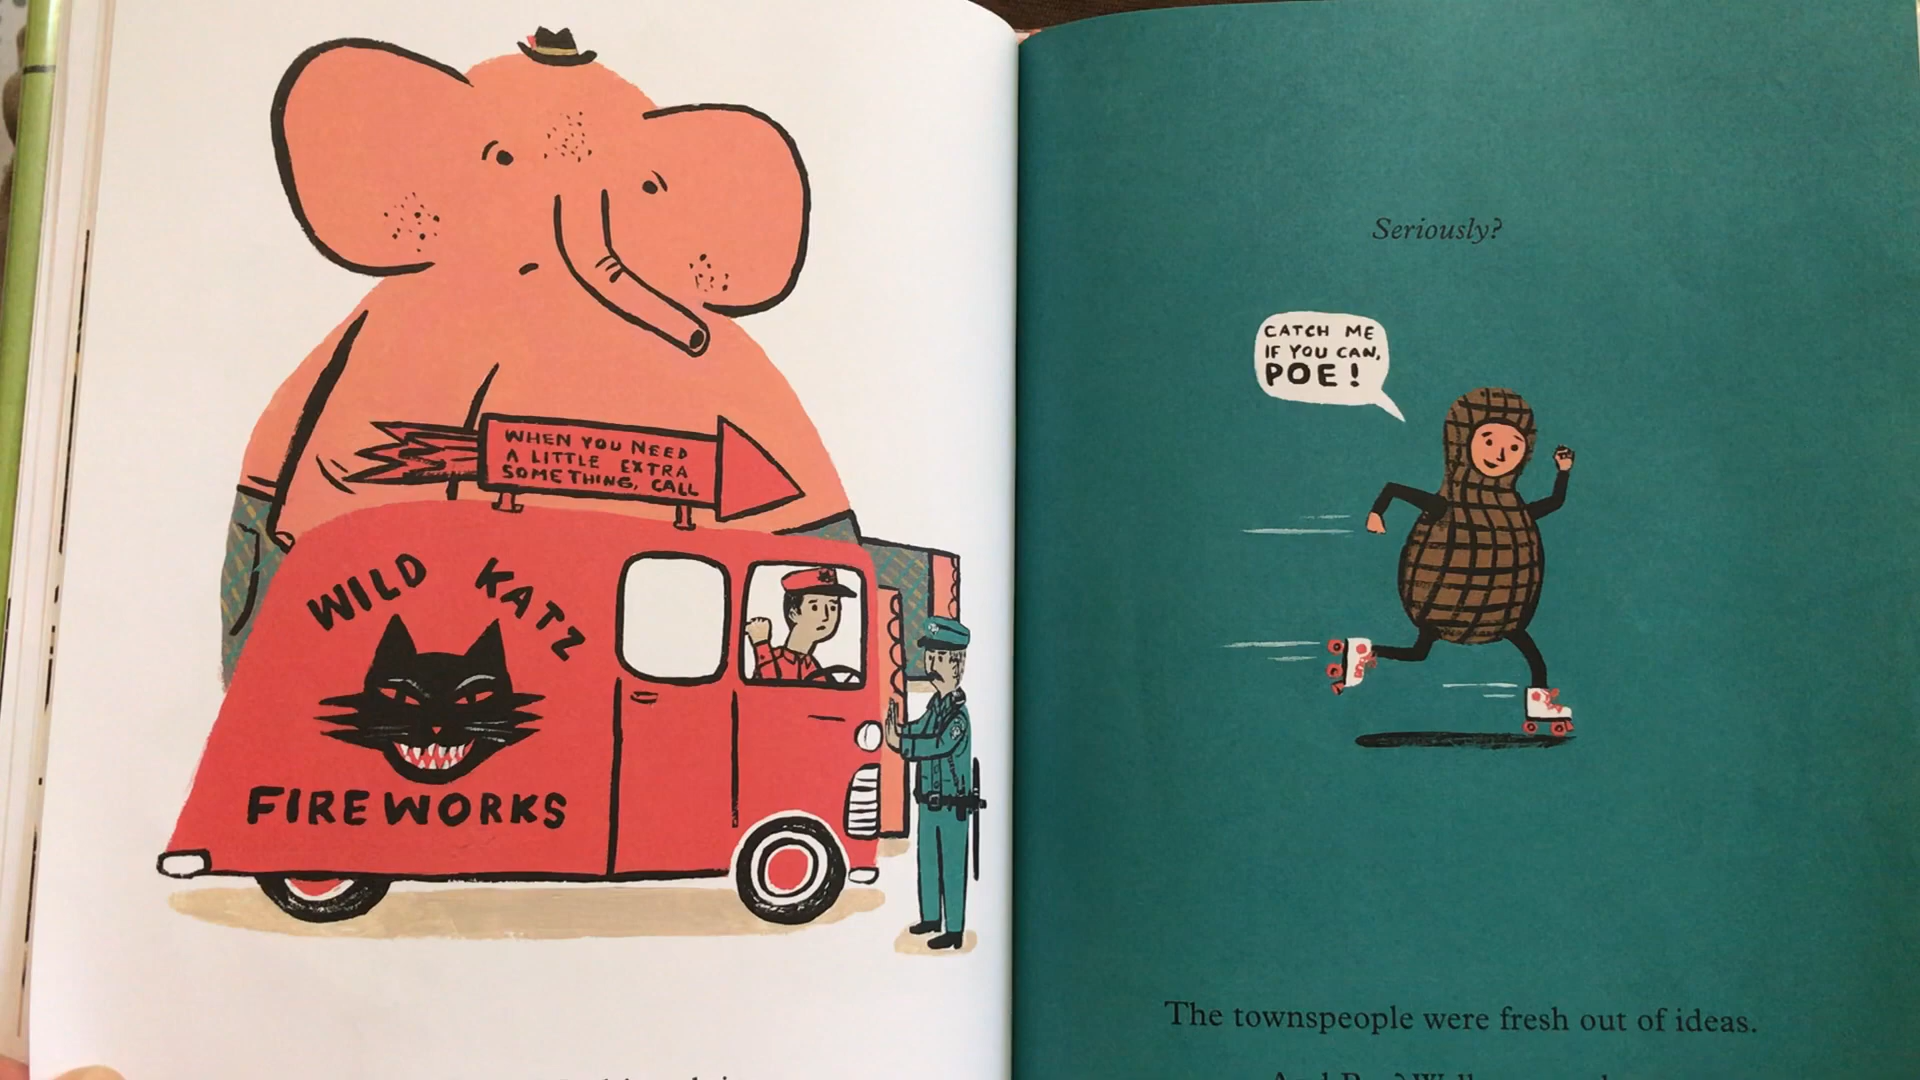 WHEN YOU NEED
A LITTLE EXTRA
SOMETHING, CALL
WILD KATZ
FIREWORKS
Seriously?
CATCH ME
IF YOU CAN,
POE!
The townspeople were fresh out of ideas.